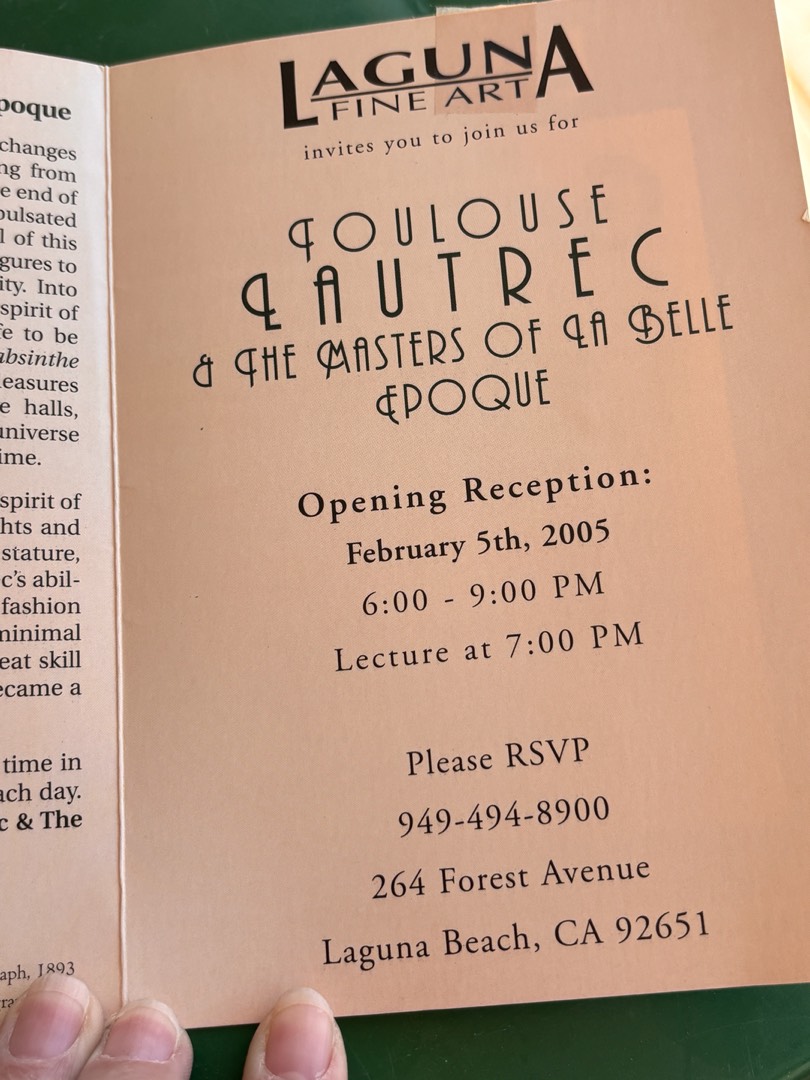 poque
changes
ng from
e end of
pulsated
l of this
gures to
ity. Into
spirit of
fe to be
absinthe
leasures
e halls,
universe
ime.
spirit of
hts and
stature,
c's abil-
fashion
minimal
eat skill
ecame a
time in
ach day.
c & The
aph, 1893
LAGUNA
FINE ART
invites you to join us for
TOULOUSE
LAUTREC
& THE MASTERS OF LA BELLE
EPOQUE
Opening Reception:
February 5th, 2005
6:00 - 9:00 PM
Lecture at 7:00 PM
Please RSVP
949-494-8900
264 Forest Avenue
Laguna Beach, CA 92651